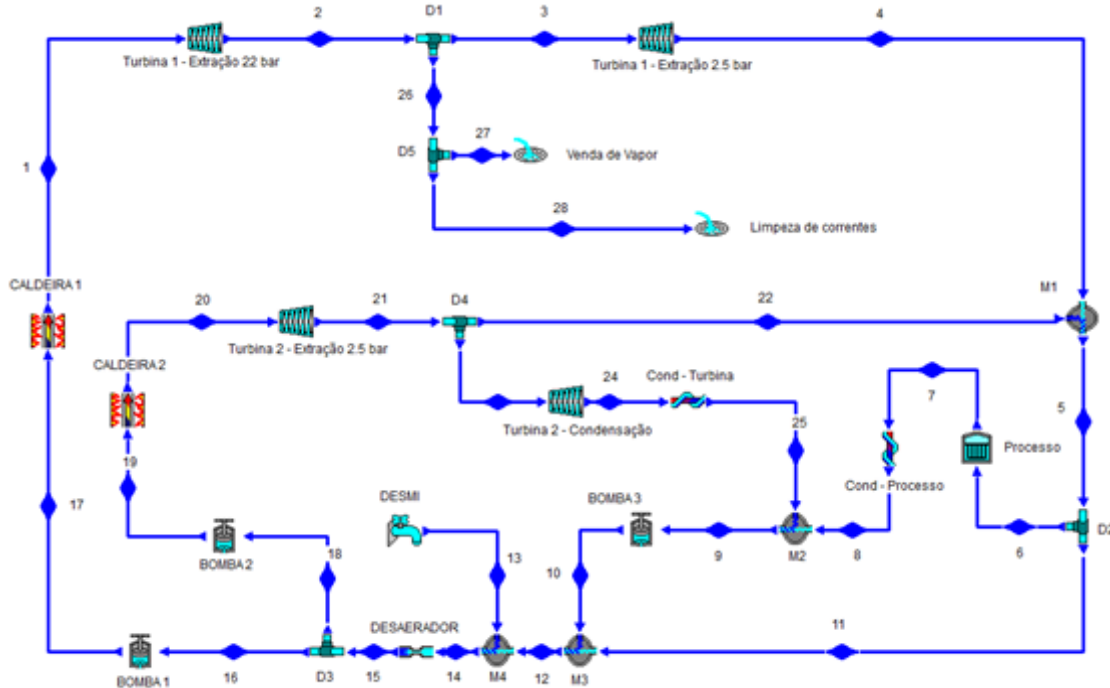 2
D1
3
4
Turbina 1 - Extração 22 bar
Turbina 1 - Extração 2.5 bar
26
27
D5
Venda de Vapor
1
28
Limpeza de correntes
CALDEIRA 1
20
21
D4
22
M1
Turbina 2 - Extração 2.5 bar
CALDEIRA 2
24
Cond - Turbina
7
5
Turbina 2 - Condensação
25
Processo
19
Cond - Processo
17
DESMI
BOMBA 3
D2
BOMBA 2
18
13
10
9
M2
8
6
11
DESAERADOR
BOMBA 1
16
D3
15
14
M4
12
M3